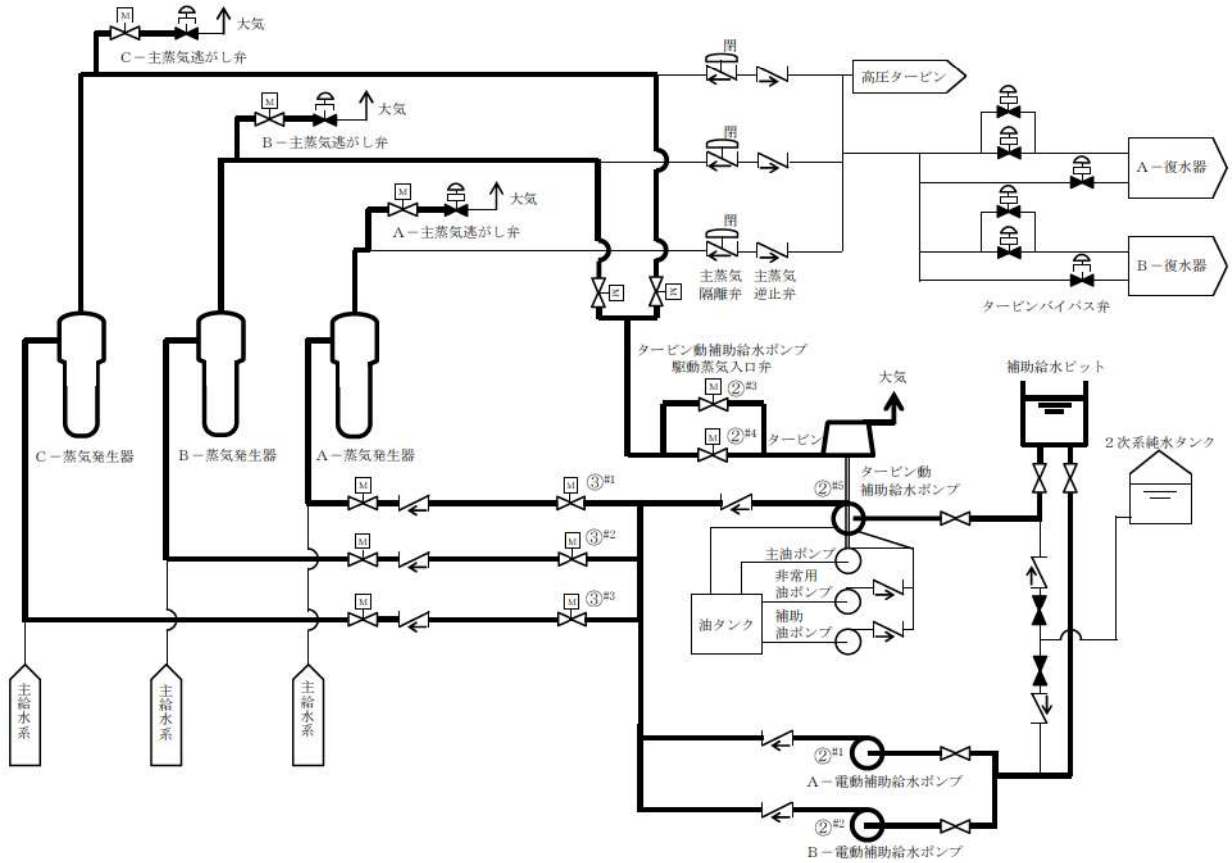 M
大気
C－主蒸気逃がし弁
閉
高圧タービン
M
大気
B－主蒸気逃がし弁
閉
A－復水器
M
大気
A－主蒸気逃がし弁
閉
主蒸気
隔離弁
主蒸気
逆止弁
B－復水器
タービンバイパス弁
M
M
タービン動補助給水ポンプ
駆動蒸気入口弁
大気
補助給水ピット
M
②#3
M
②#4
タービン
2次系純水タンク
C－蒸気発生器
B－蒸気発生器
A－蒸気発生器
タービン動
補助給水ポンプ
②#5
M
M
③#1
M
M
③#2
主油ポンプ
非常用
油ポンプ
M
M
③#3
油タンク
補助
油ポンプ
主給水系
主給水系
主給水系
②#1
A－電動補助給水ポンプ
②#2
B－電動補助給水ポンプ